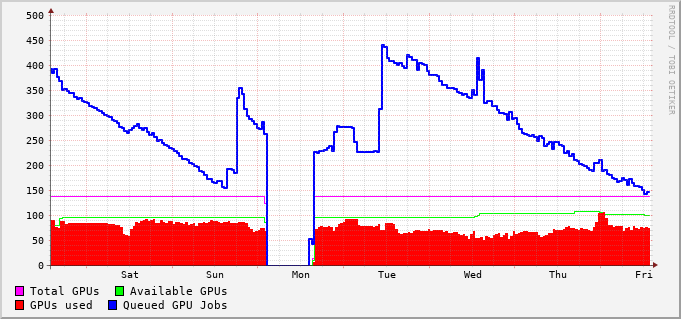 500
450
400
350
300
250
200
150
100
50
0
Sat Sun Mon Tue Wed Thu Fri
Total GPUs Available GPUs
GPUs used Queued GPU Jobs
RRDTOOL / TOBI OETIKER